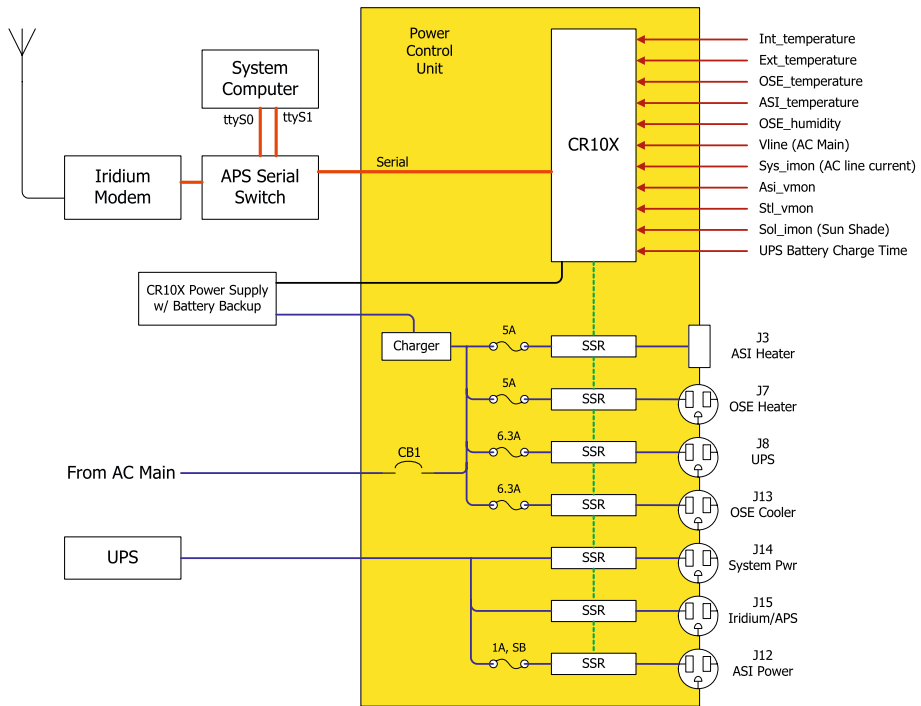 Power
Control
Unit
System
Computer
ttyS0
ttyS1
Iridium
Modem
APS Serial
Switch
Serial
CR10X
Int_temperature
Ext_temperature
OSE_temperature
ASI_temperature
OSE_humidity
Vline (AC Main)
Sys_imon (AC line current)
Asi_vmon
Stl_vmon
Sol_imon (Sun Shade)
UPS Battery Charge Time
CR10X Power Supply
w/ Battery Backup
Charger
5A
SSR
J3
ASI Heater
5A
SSR
J7
OSE Heater
6.3A
SSR
J8
UPS
From AC Main
CB1
6.3A
SSR
J13
OSE Cooler
UPS
SSR
J14
System Pwr
SSR
J15
Iridium/APS
1A, SB
SSR
J12
ASI Power